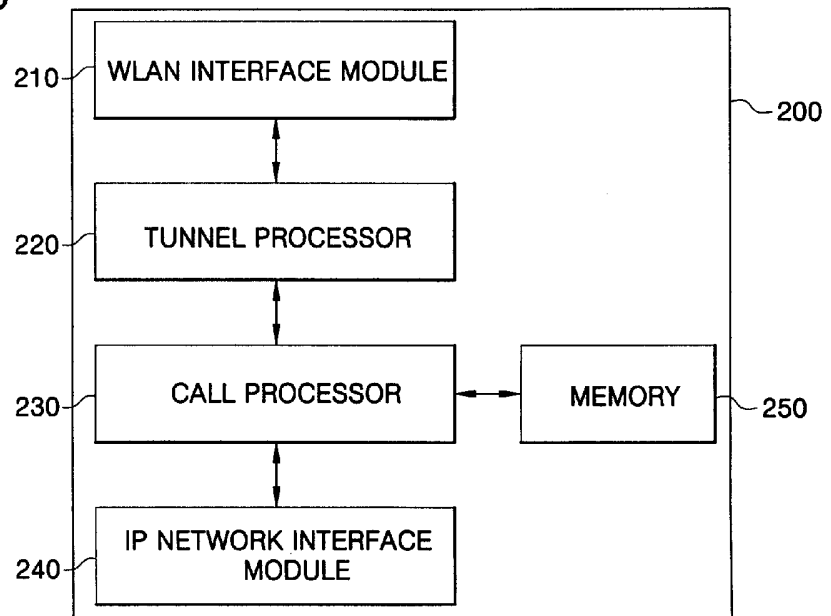 210
WLAN INTERFACE MODULE
200
220
TUNNEL PROCESSOR
230
CALL PROCESSOR
MEMORY
250
240
IP NETWORK INTERFACE
MODULE